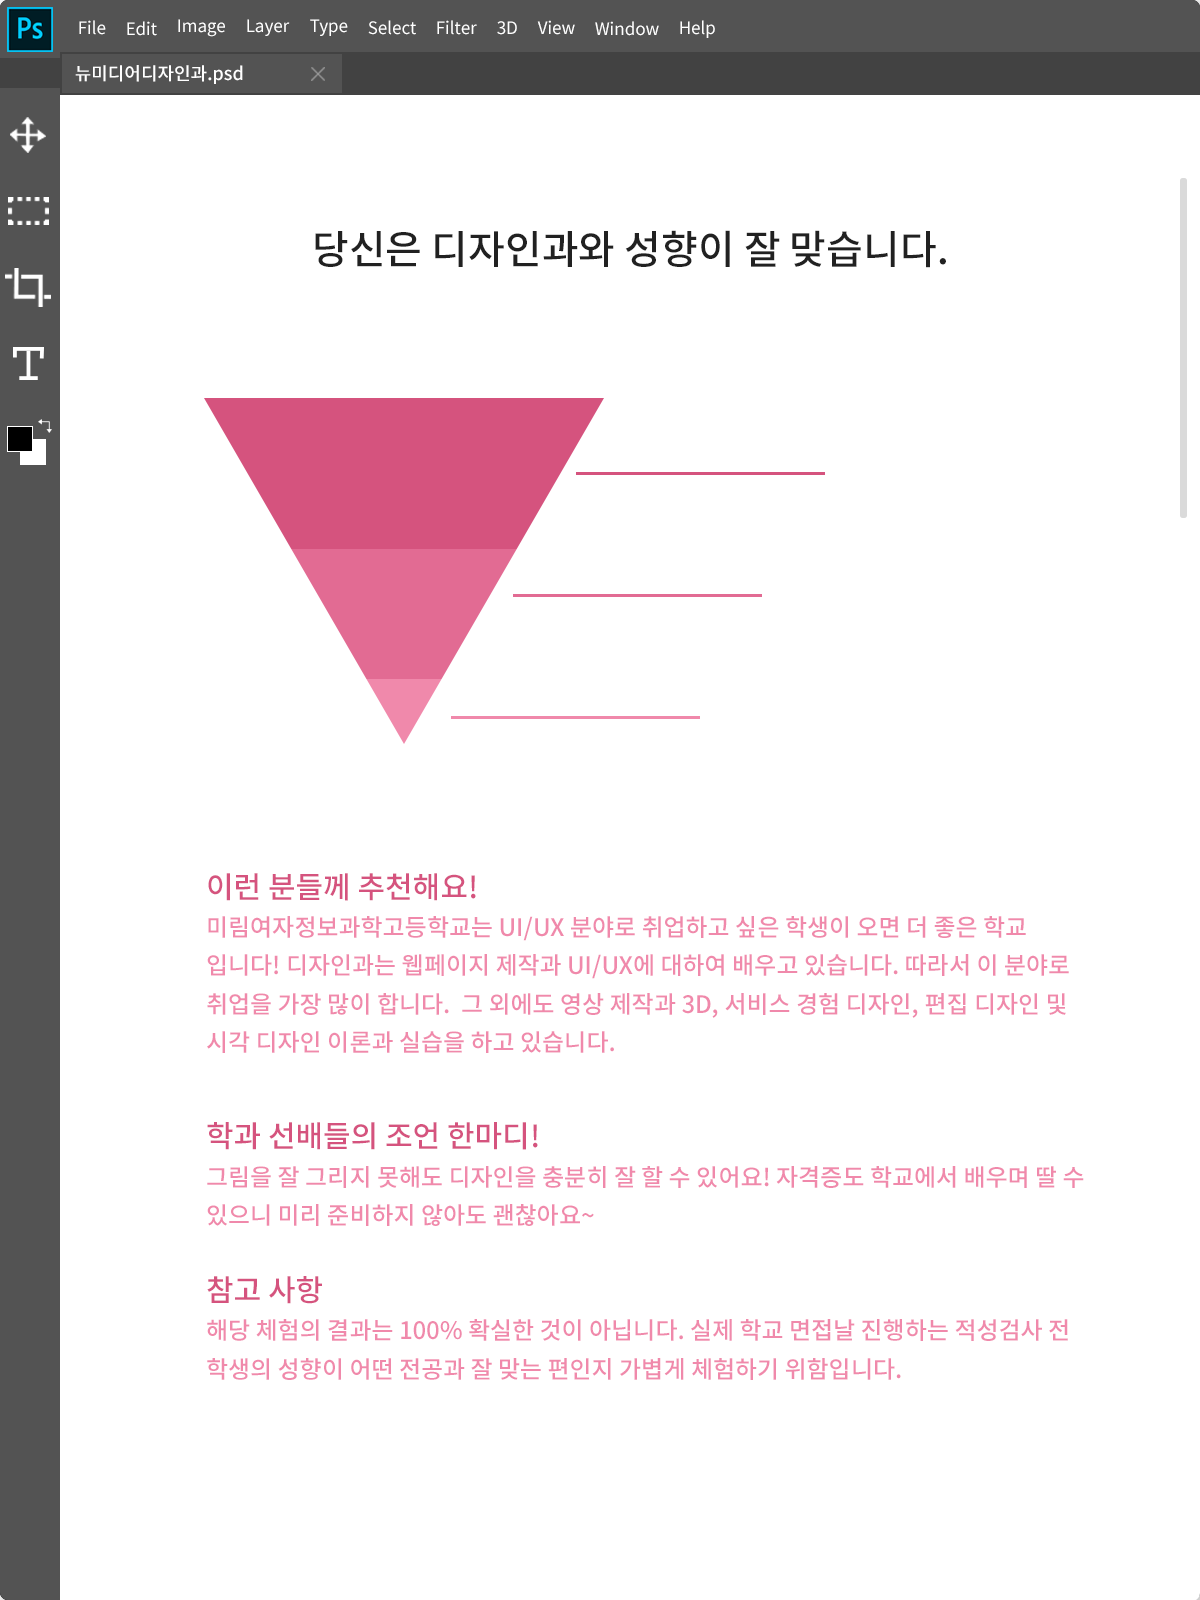 Ps File Edit Image Layer Type Select Filter 3D View Window Help
뉴미디어디자인과.psd
T
당신은 디자인과와 성향이 잘 맞습니다.
이런 분들께 추천해요!
미림여자정보과학고등학교는 UI/UX 분야로 취업하고 싶은 학생이 오면 더 좋은 학교
입니다! 디자인과는 웹페이지 제작과 UI/UX에 대하여 배우고 있습니다. 따라서 이 분야로
취업을 가장 많이 합니다. 그 외에도 영상 제작과 3D, 서비스 경험 디자인, 편집 디자인 및
시각 디자인 이론과 실습을 하고 있습니다.
학과 선배들의 조언 한마디!
그림을 잘 그리지 못해도 디자인을 충분히 잘 할 수 있어요! 자격증도 학교에서 배우며 딸 수
있으니 미리 준비하지 않아도 괜찮아요~
참고 사항
해당 체험의 결과는 100% 확실한 것이 아닙니다. 실제 학교 면접날 진행하는 적성검사 전
학생의 성향이 어떤 전공과 잘 맞는 편인지 가볍게 체험하기 위함입니다.